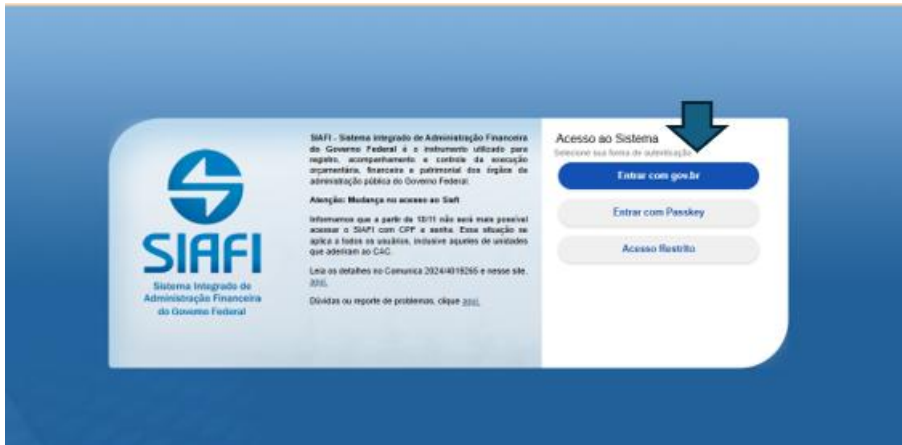 SIAFI
Sistema Integrado de
Administração Financeira
do Governo Federal
SIAFI - Sistema Integrado de Administração Financeira
do Governo Federal é o instrumento utilizado para
registro, acompanhamento e controle da execução
orçamentária, financeira e patrimonial dos órgãos da
administração pública do Governo Federal.
Atenção: Mudança no acesso ao Siafi
Informamos que a partir de 18/11 não será mais possível
acessar o SIAFI com CPF e senha. Essa situação se
aplica a todos os usuários, inclusive aqueles de unidades
que aderiram ao CAC.
Leia os detalhes no Comunica 2024/4018265 e nesse site,
aqui.
Dúvidas ou reporte de problemas, clique aqui.
Acesso ao Sistema
Selecione sua forma de autenticação
Entrar com gov.br
Entrar com Passkey
Acesso Restrito